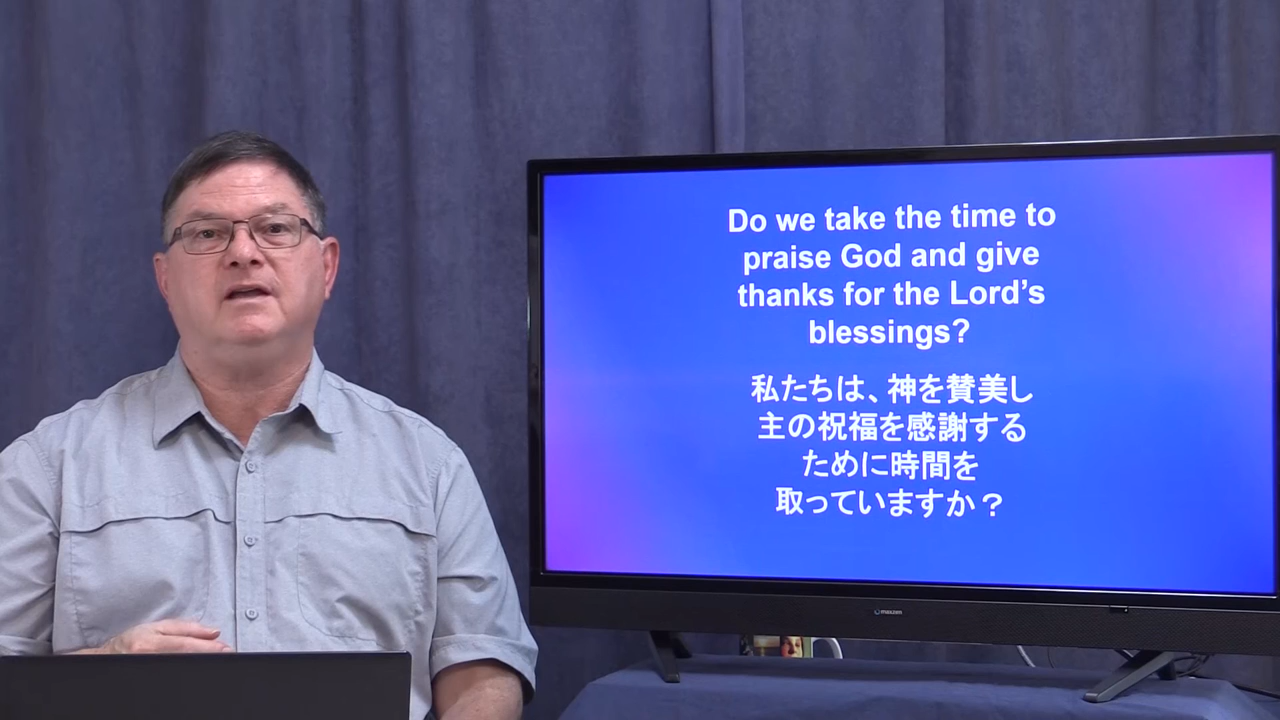 Do we take the time to
praise God and give
thanks for the Lord's
blessings?
私たちは、神を賛美し
主の祝福を感謝する
ために時間を
取っていますか？
maxzen